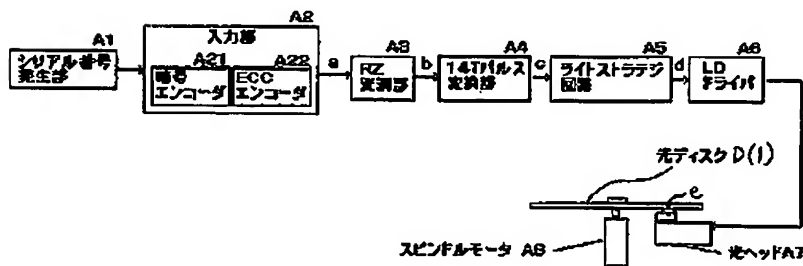 A1
シリアル番号
発生部
A2
入力部
A21
暗号
エンコーダ
A22
ECC
エンコーダ
a
A3
RZ
変調部
b
A4
14Tパルス
変換部
c
A5
ライトストラテジ
回路
d
A6
LD
ドライバ
光ディスク D(1)
e
スピンドルモータ A8
光ヘッドA7